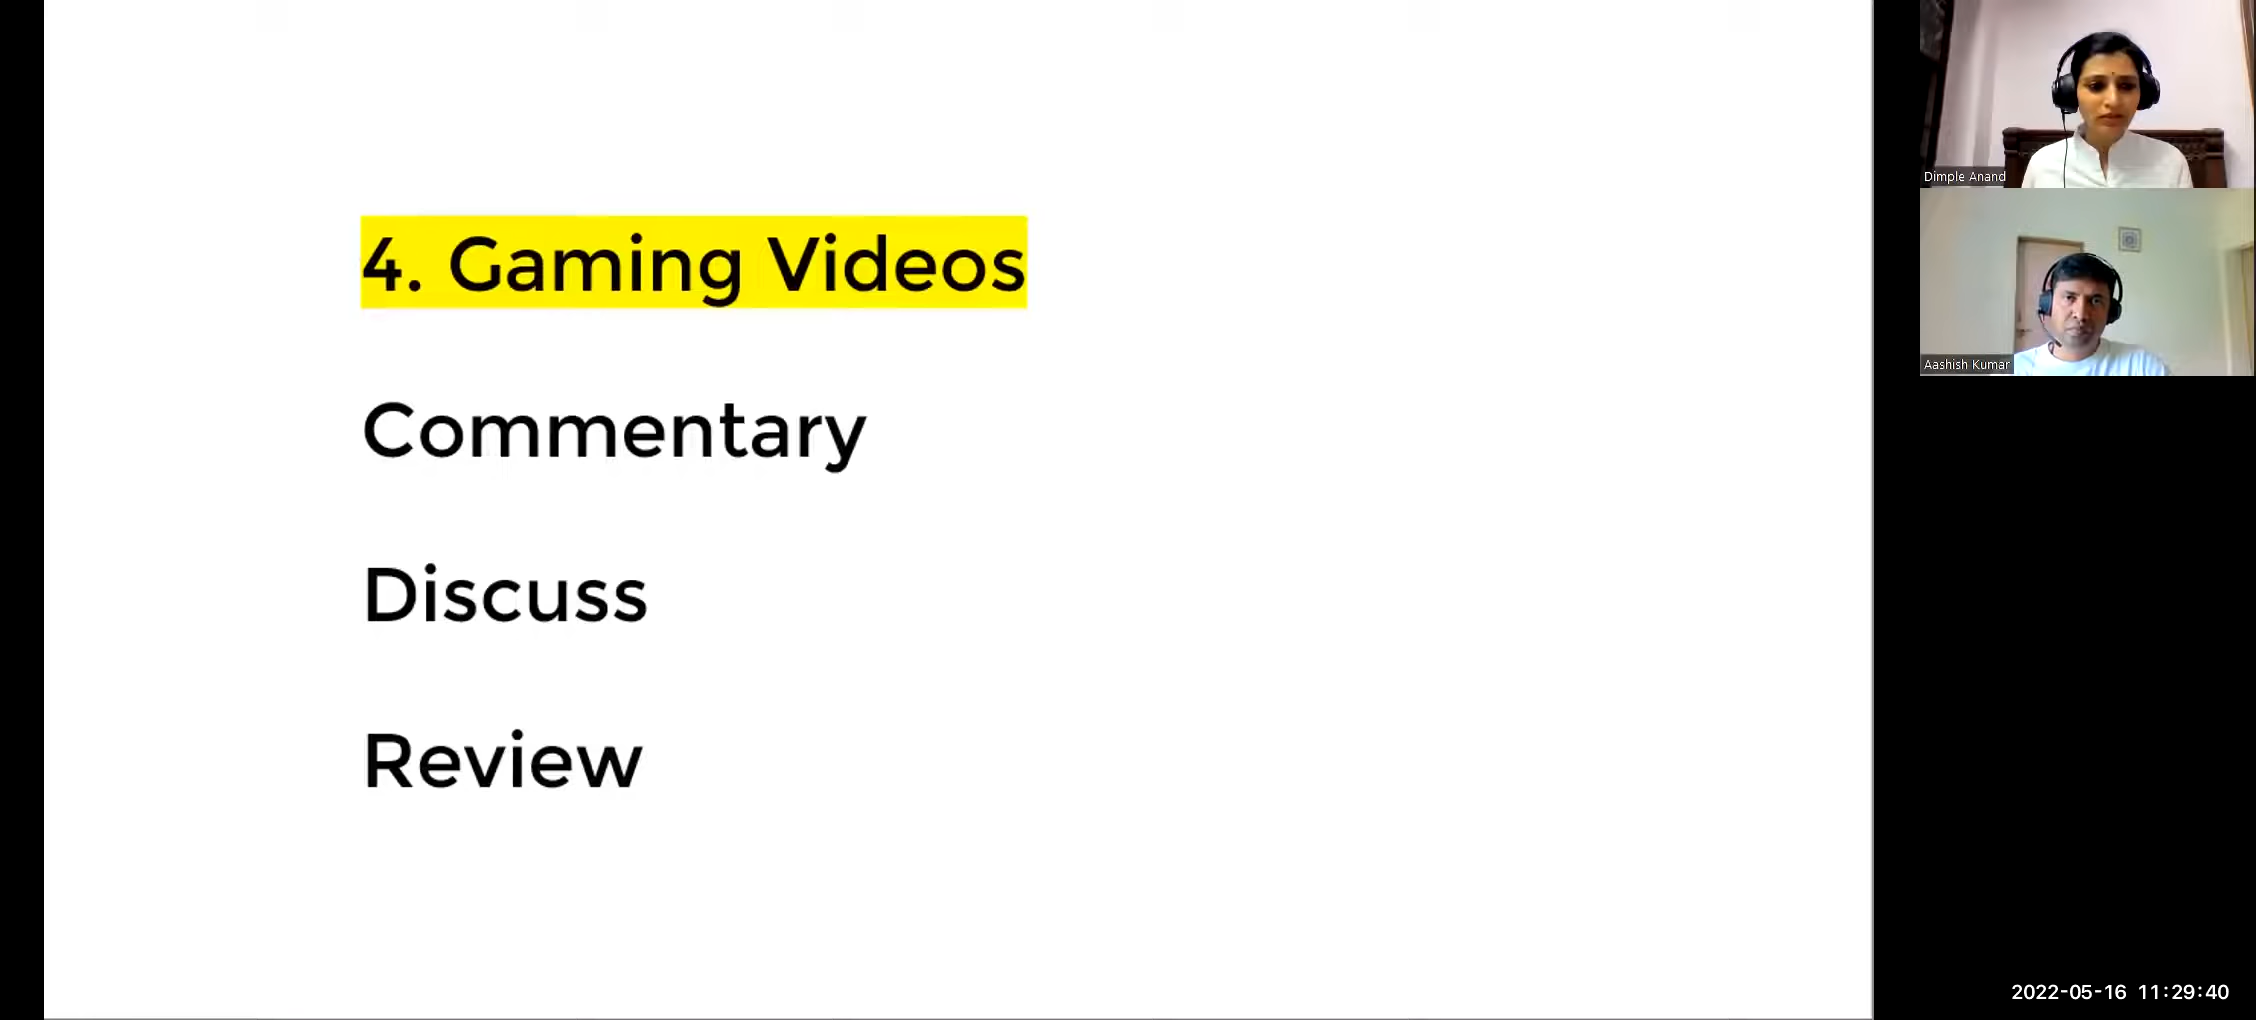 4. Gaming Videos
Commentary
Discuss
Review
Dimple Anand
Aashish Kumar
2022-05-16 11:29:40